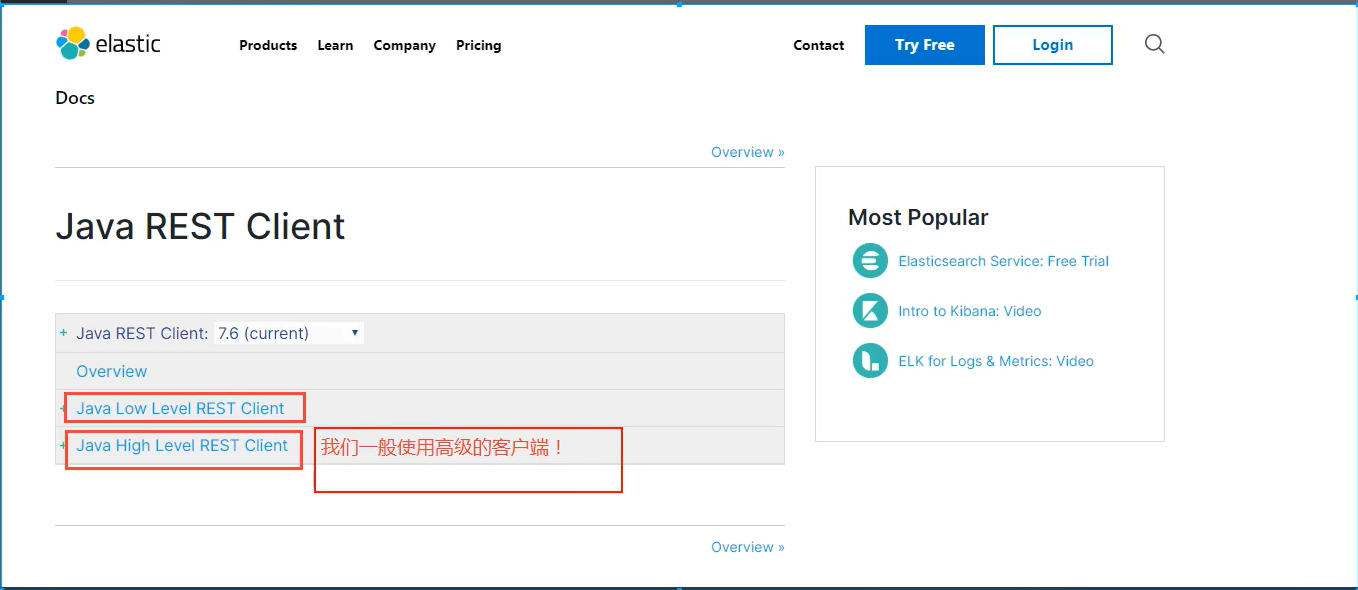 elastic
Products Learn Company Pricing
Contact Try Free Login
Docs
Overview »
Java REST Client
+ Java REST Client: 7.6 (current)
Overview
+ Java Low Level REST Client
+ Java High Level REST Client
我们一般使用高级的客户端！
Overview »
Most Popular
Elasticsearch Service: Free Trial
Intro to Kibana: Video
ELK for Logs & Metrics: Video